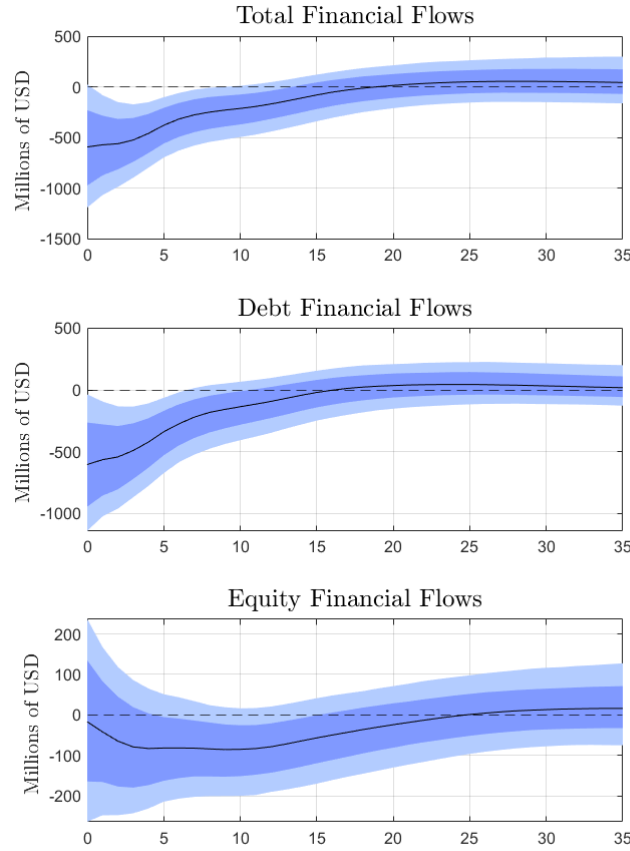 Total Financial Flows
Millions of USD
500
0
-500
-1000
-1500
0 5 10 15 20 25 30 35
Debt Financial Flows
Millions of USD
500
0
-500
-1000
0 5 10 15 20 25 30 35
Equity Financial Flows
Millions of USD
200
100
0
-100
-200
0 5 10 15 20 25 30 35